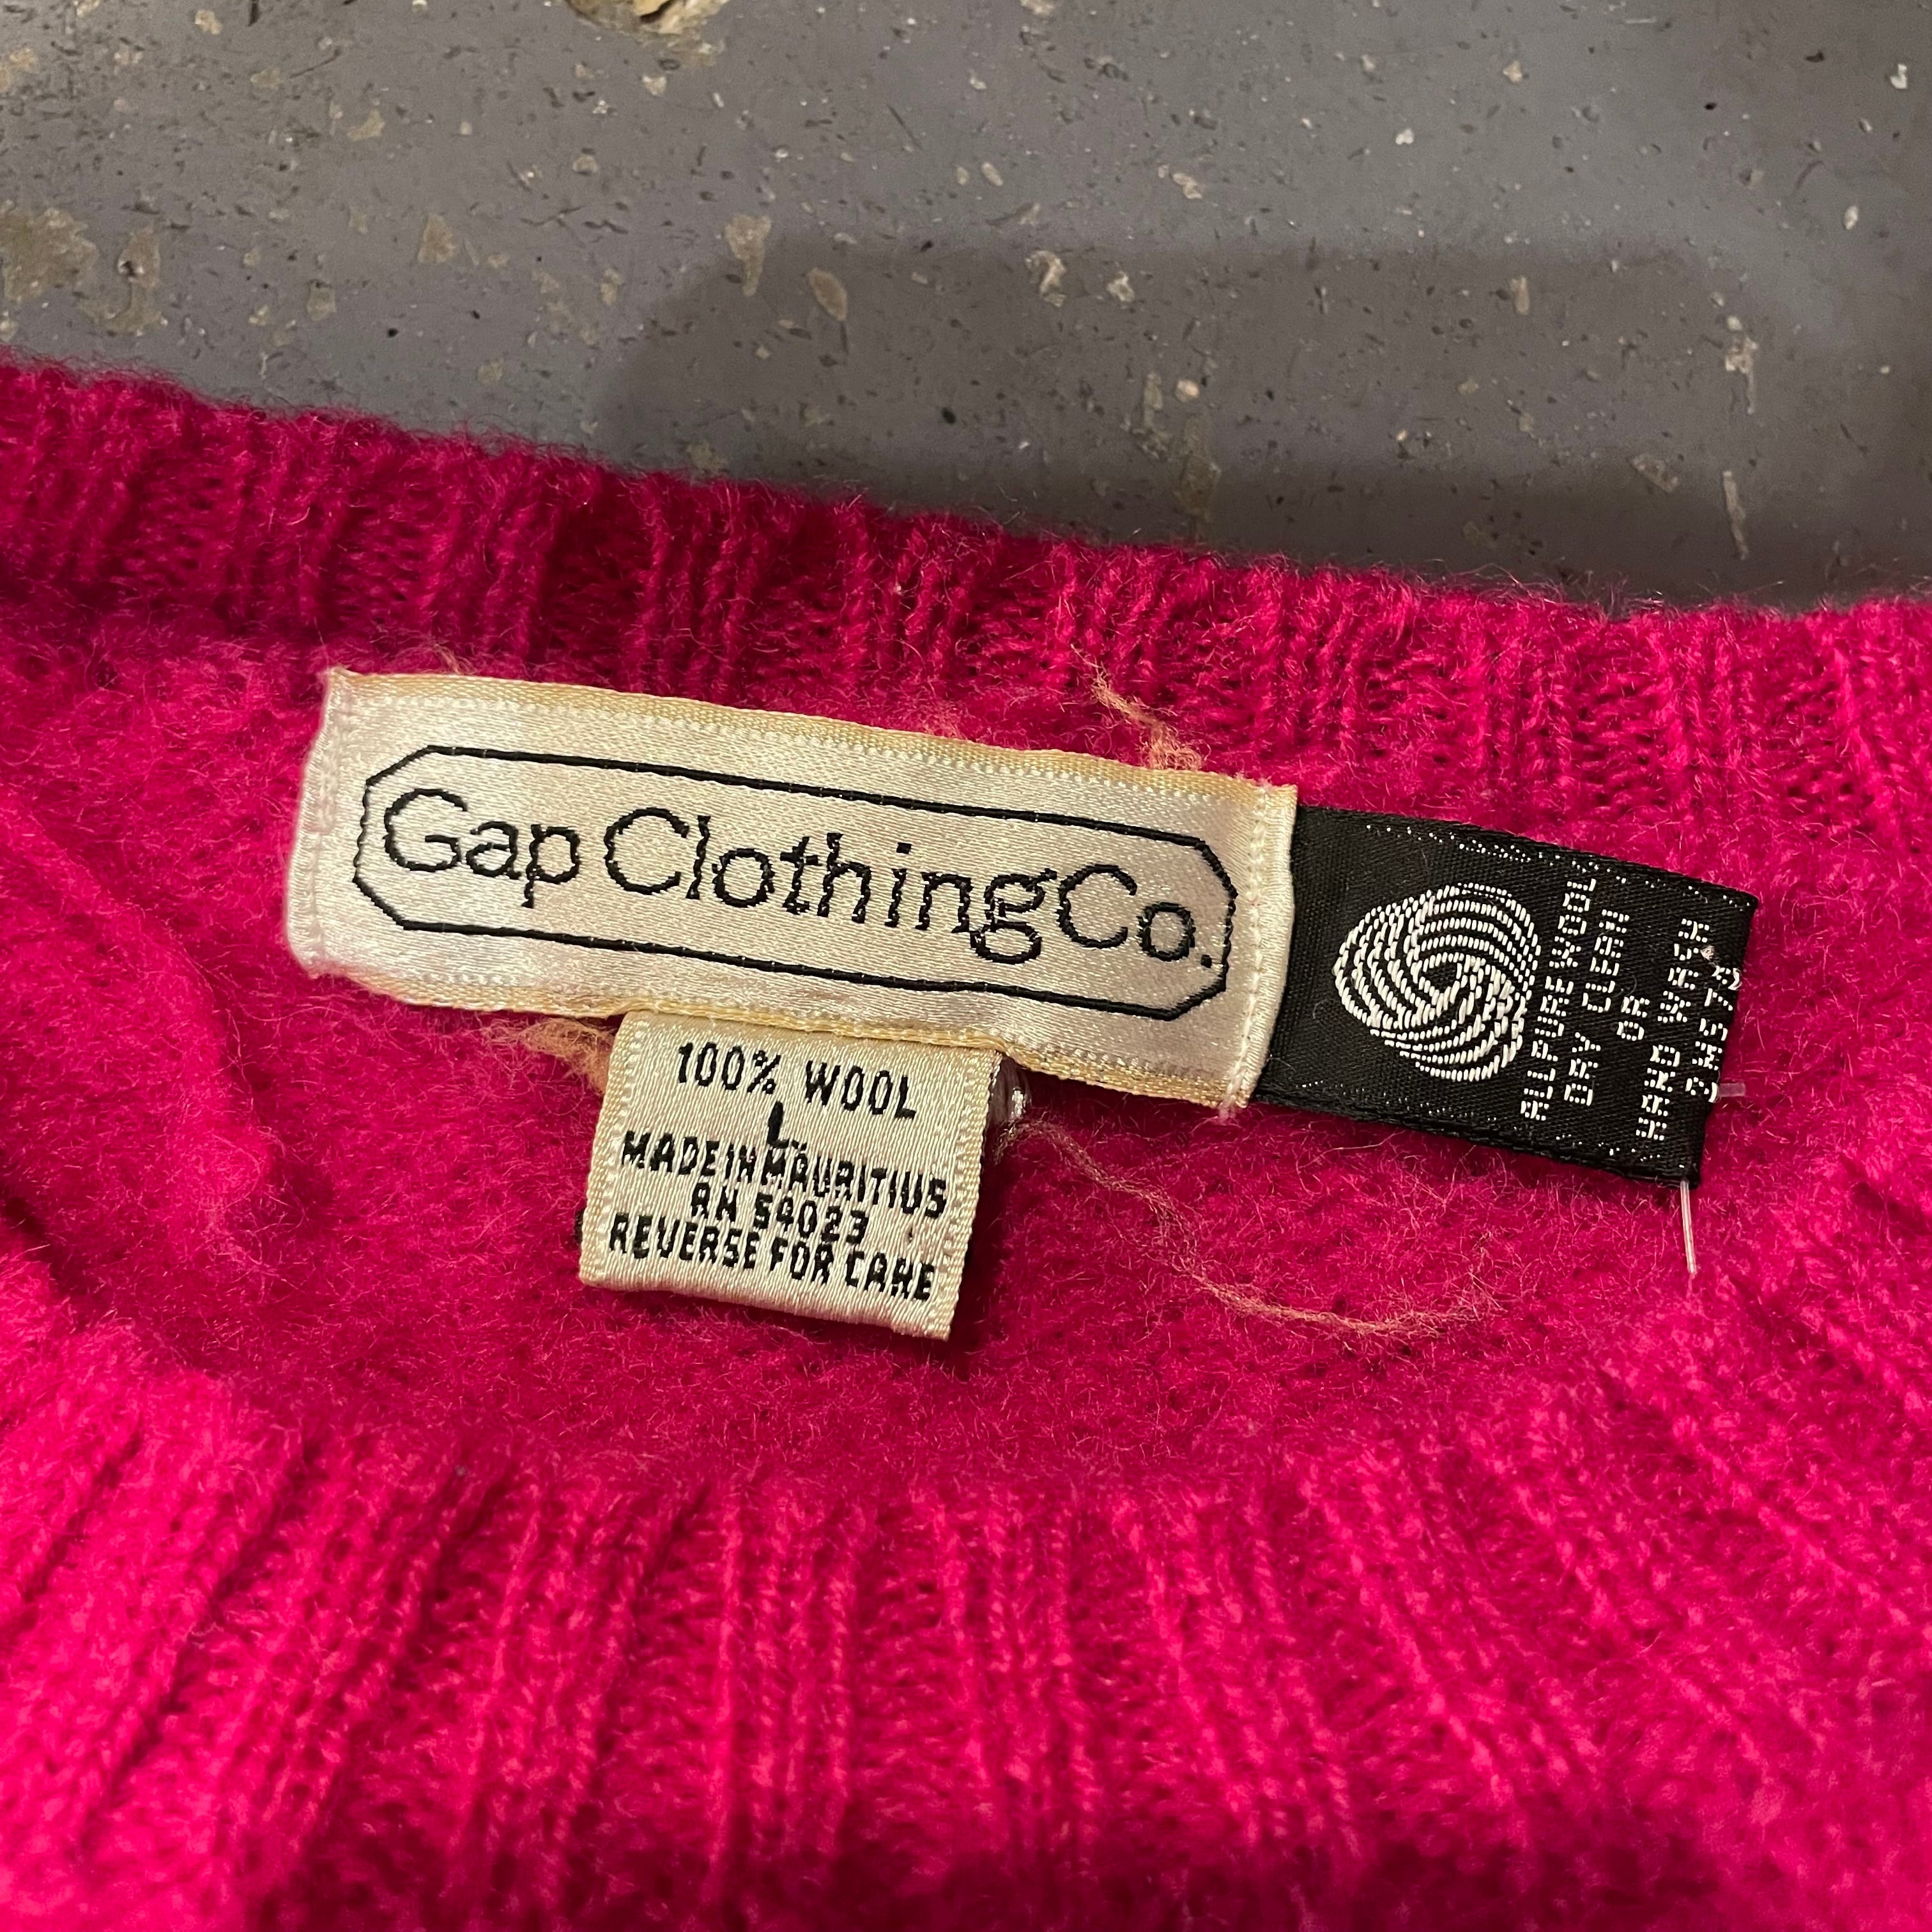 Gap Clothing Co.
100% WOOL
L
MADE IN MAURITIUS
RN 54023
REVERSE FOR CARE
ALL PURE WOOL
DRY CLEAN
OR
HAND WASH